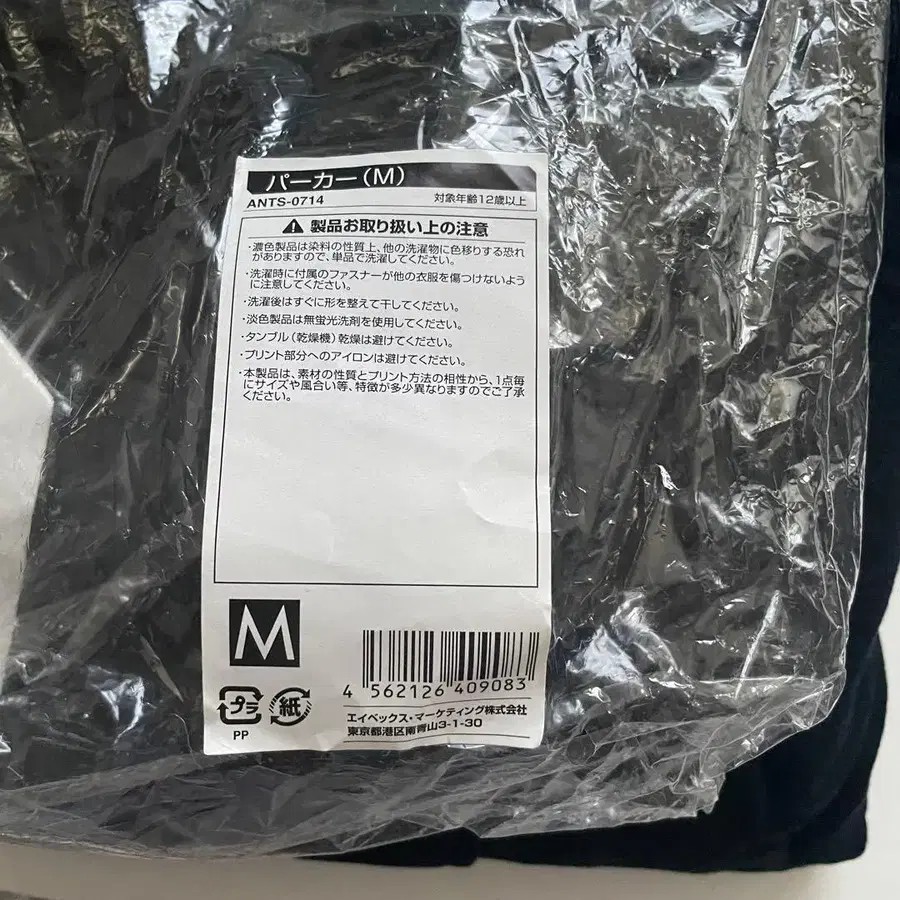 パーカー(M)
ANTS-0714 対象年齢12歳以上
製品お取り扱い上の注意
・濃色製品は染料の性質上、他の洗濯物に色移りする恐れ
がありますので、単品で洗濯してください。
・洗濯時に付属のファスナーが他の衣服を傷つけないよう
に注意してください。
・洗濯後はすぐに形を整えて干してください。
・淡色製品は無蛍光洗剤を使用してください。
・タンブル(乾燥機)乾燥は避けてください。
・プリント部分へのアイロンは避けてください。
・本製品は、素材の性質とプリント方法の相性から、1点毎
にサイズや風合い等、特徴が多少異なりますのでご了承
ください。
M
4 562126 409083
プラ 紙
PP
エイベックス・マーケティング株式会社
東京都港区南青山3-1-30